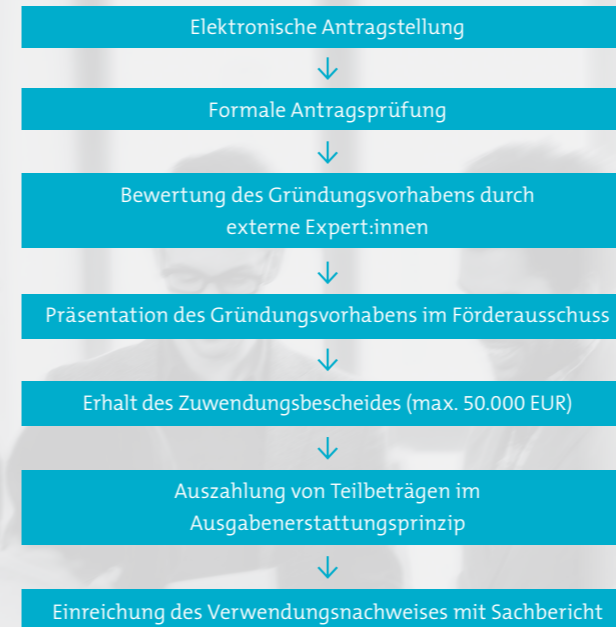 Elektronische Antragstellung
↓
Formale Antragsprüfung
↓
Bewertung des Gründungsvorhabens durch
externe Expert:innen
↓
Präsentation des Gründungsvorhabens im Förderausschuss
↓
Erhalt des Zuwendungsbescheides (max. 50.000 EUR)
↓
Auszahlung von Teilbeträgen im
Ausgabenerstattungsprinzip
↓
Einreichung des Verwendungsnachweises mit Sachbericht